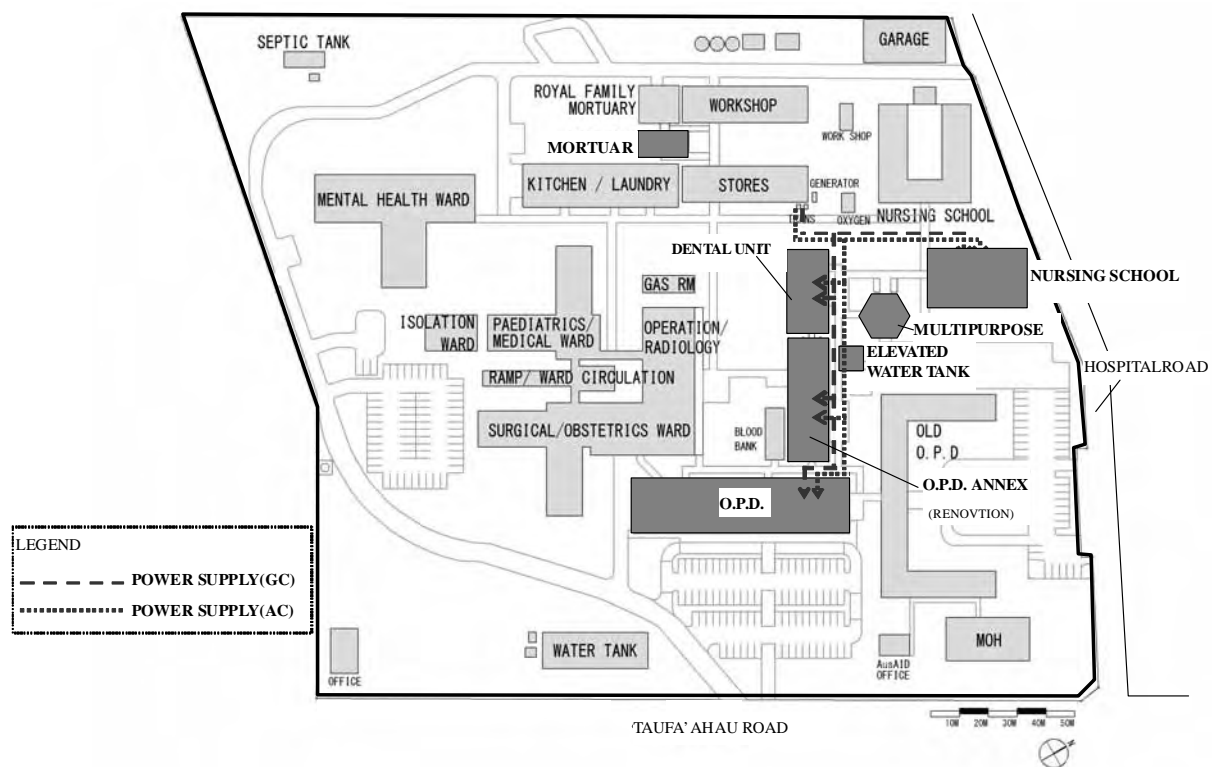 SEPTIC TANK
GARAGE
ROYAL FAMILY
MORTUARY
WORKSHOP
WORK SHOP
MORTUAR
KITCHEN / LAUNDRY
STORES
GENERATOR
MENTAL HEALTH WARD
TRANS
OXYGEN
NURSING SCHOOL
DENTAL UNIT
NURSING SCHOOL
GAS RM
ISOLATION
WARD
PAEDIATRICS/
MEDICAL WARD
OPERATION/
RADIOLOGY
MULTIPURPOSE
ELEVATED
WATER TANK
HOSPITALROAD
RAMP/ WARD CIRCULATION
SURGICAL/OBSTETRICS WARD
BLOOD
BANK
OLD
O.P.D
O.P.D. ANNEX
(RENOVTION)
O.P.D.
LEGEND
POWER SUPPLY(GC)
POWER SUPPLY(AC)
OFFICE
WATER TANK
AusAID
OFFICE
MOH
'TAUFA' AHAU ROAD
10M 20M 30M 40M 50M
N